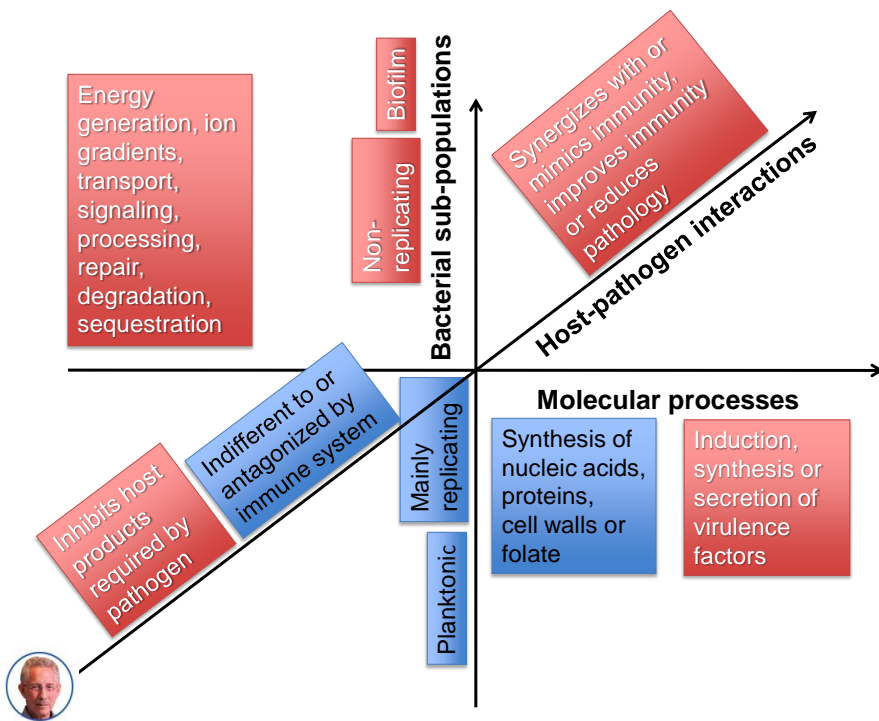 Energy
generation, ion
gradients,
transport,
signaling,
processing,
repair,
degradation,
sequestration
Biofilm
Non-
replicating
Bacterial sub-populations
Synergizes with or
mimics immunity,
improves immunity
or reduces
pathology
Host-pathogen interactions
Molecular processes
Inhibits host
products
required by
pathogen
Indifferent to or
antagonized by
immune system
Mainly
replicating
Planktonic
Synthesis of
nucleic acids,
proteins,
cell walls or
folate
Induction,
synthesis or
secretion of
virulence
factors